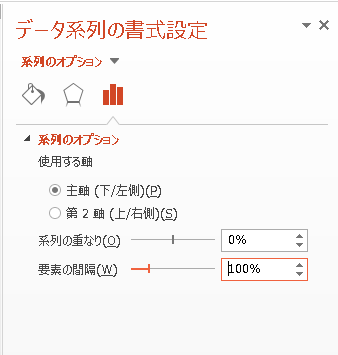 データ系列の書式設定
系列のオプション
系列のオプション
使用する軸
主軸 (下/左側)(P)
第 2 軸 (上/右側)(S)
系列の重なり(O) 0%
要素の間隔(W) 100%